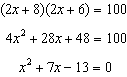 (2x + 8)(2x + 6) = 100
4x² + 28x + 48 = 100
x² + 7x − 13 = 0